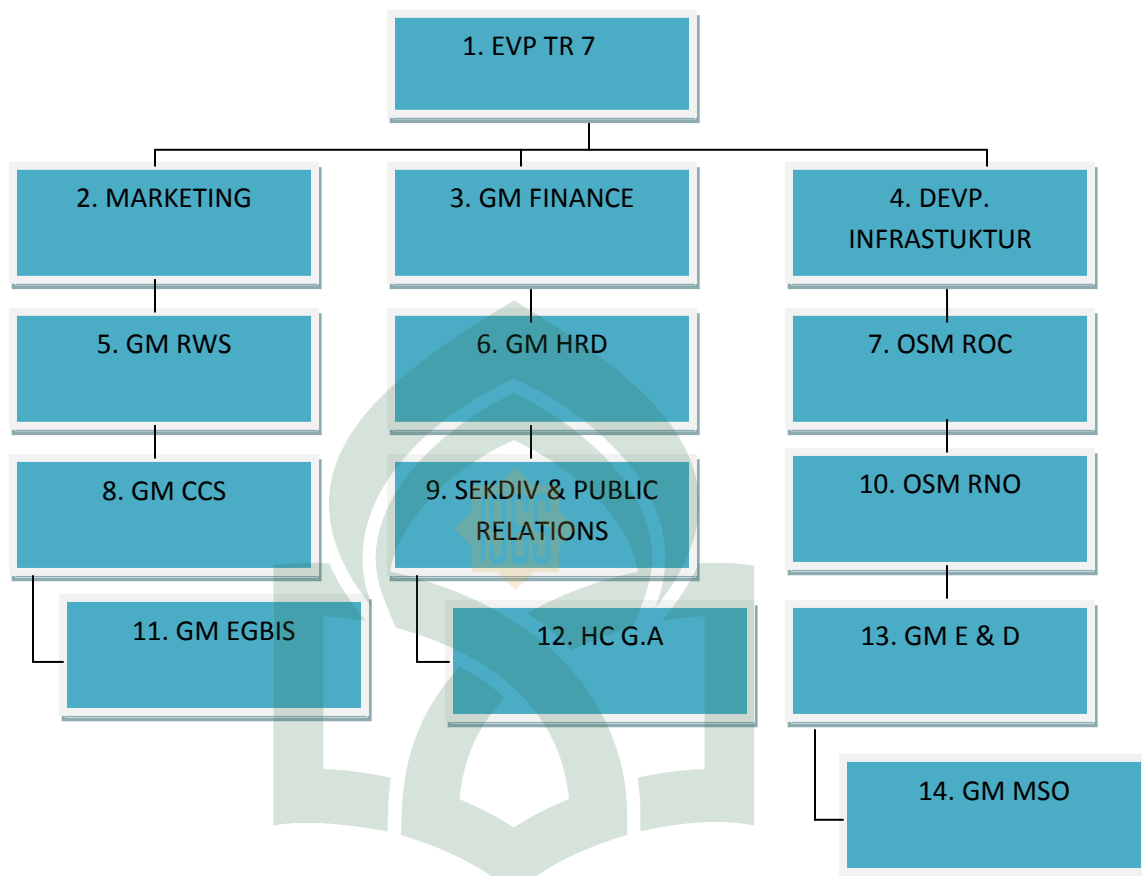 1. EVP TR 7
2. MARKETING
3. GM FINANCE
4. DEVP.
INFRASTUKTUR
5. GM RWS
6. GM HRD
7. OSM ROC
8. GM CCS
9. SEKDIV & PUBLIC
RELATIONS
10. OSM RNO
11. GM EGBIS
12. HC G.A
13. GM E & D
14. GM MSO